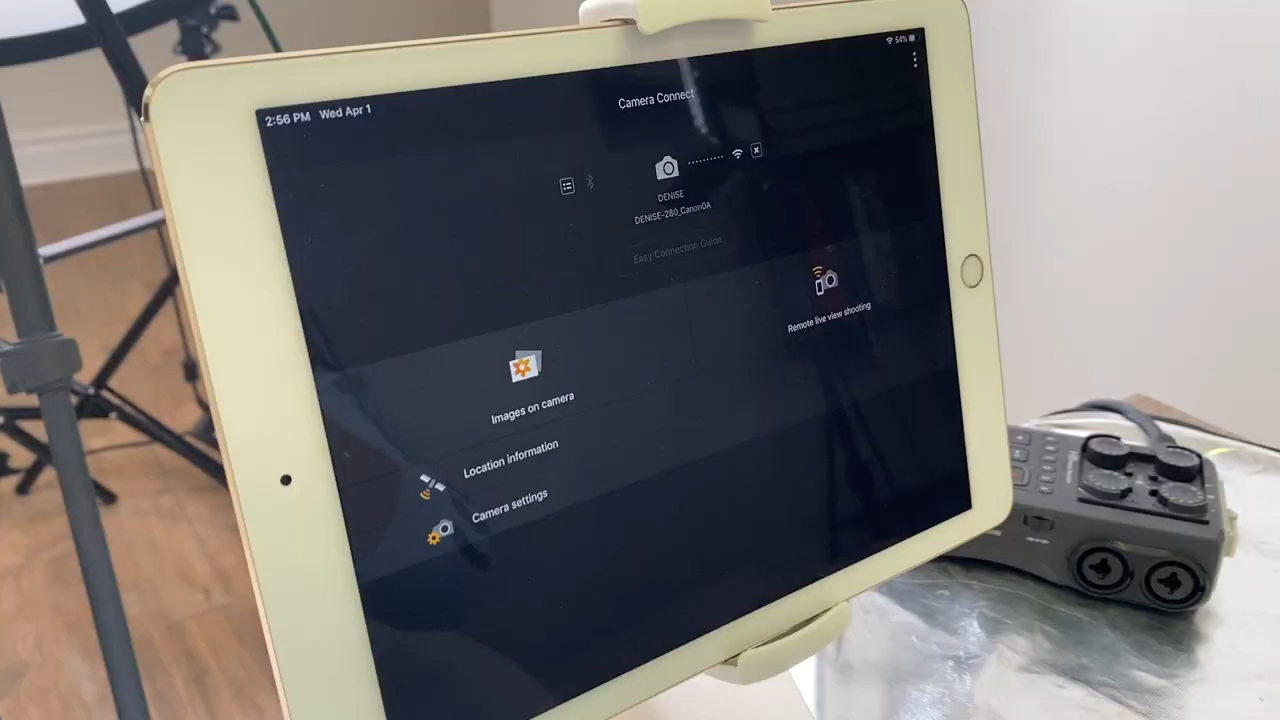 2:56 PM Wed Apr 1
54%
Camera Connect
DENISE
DENISE-280_Canon0A
Easy Connection Guide
Images on camera
Remote live view shooting
Location information
Camera settings